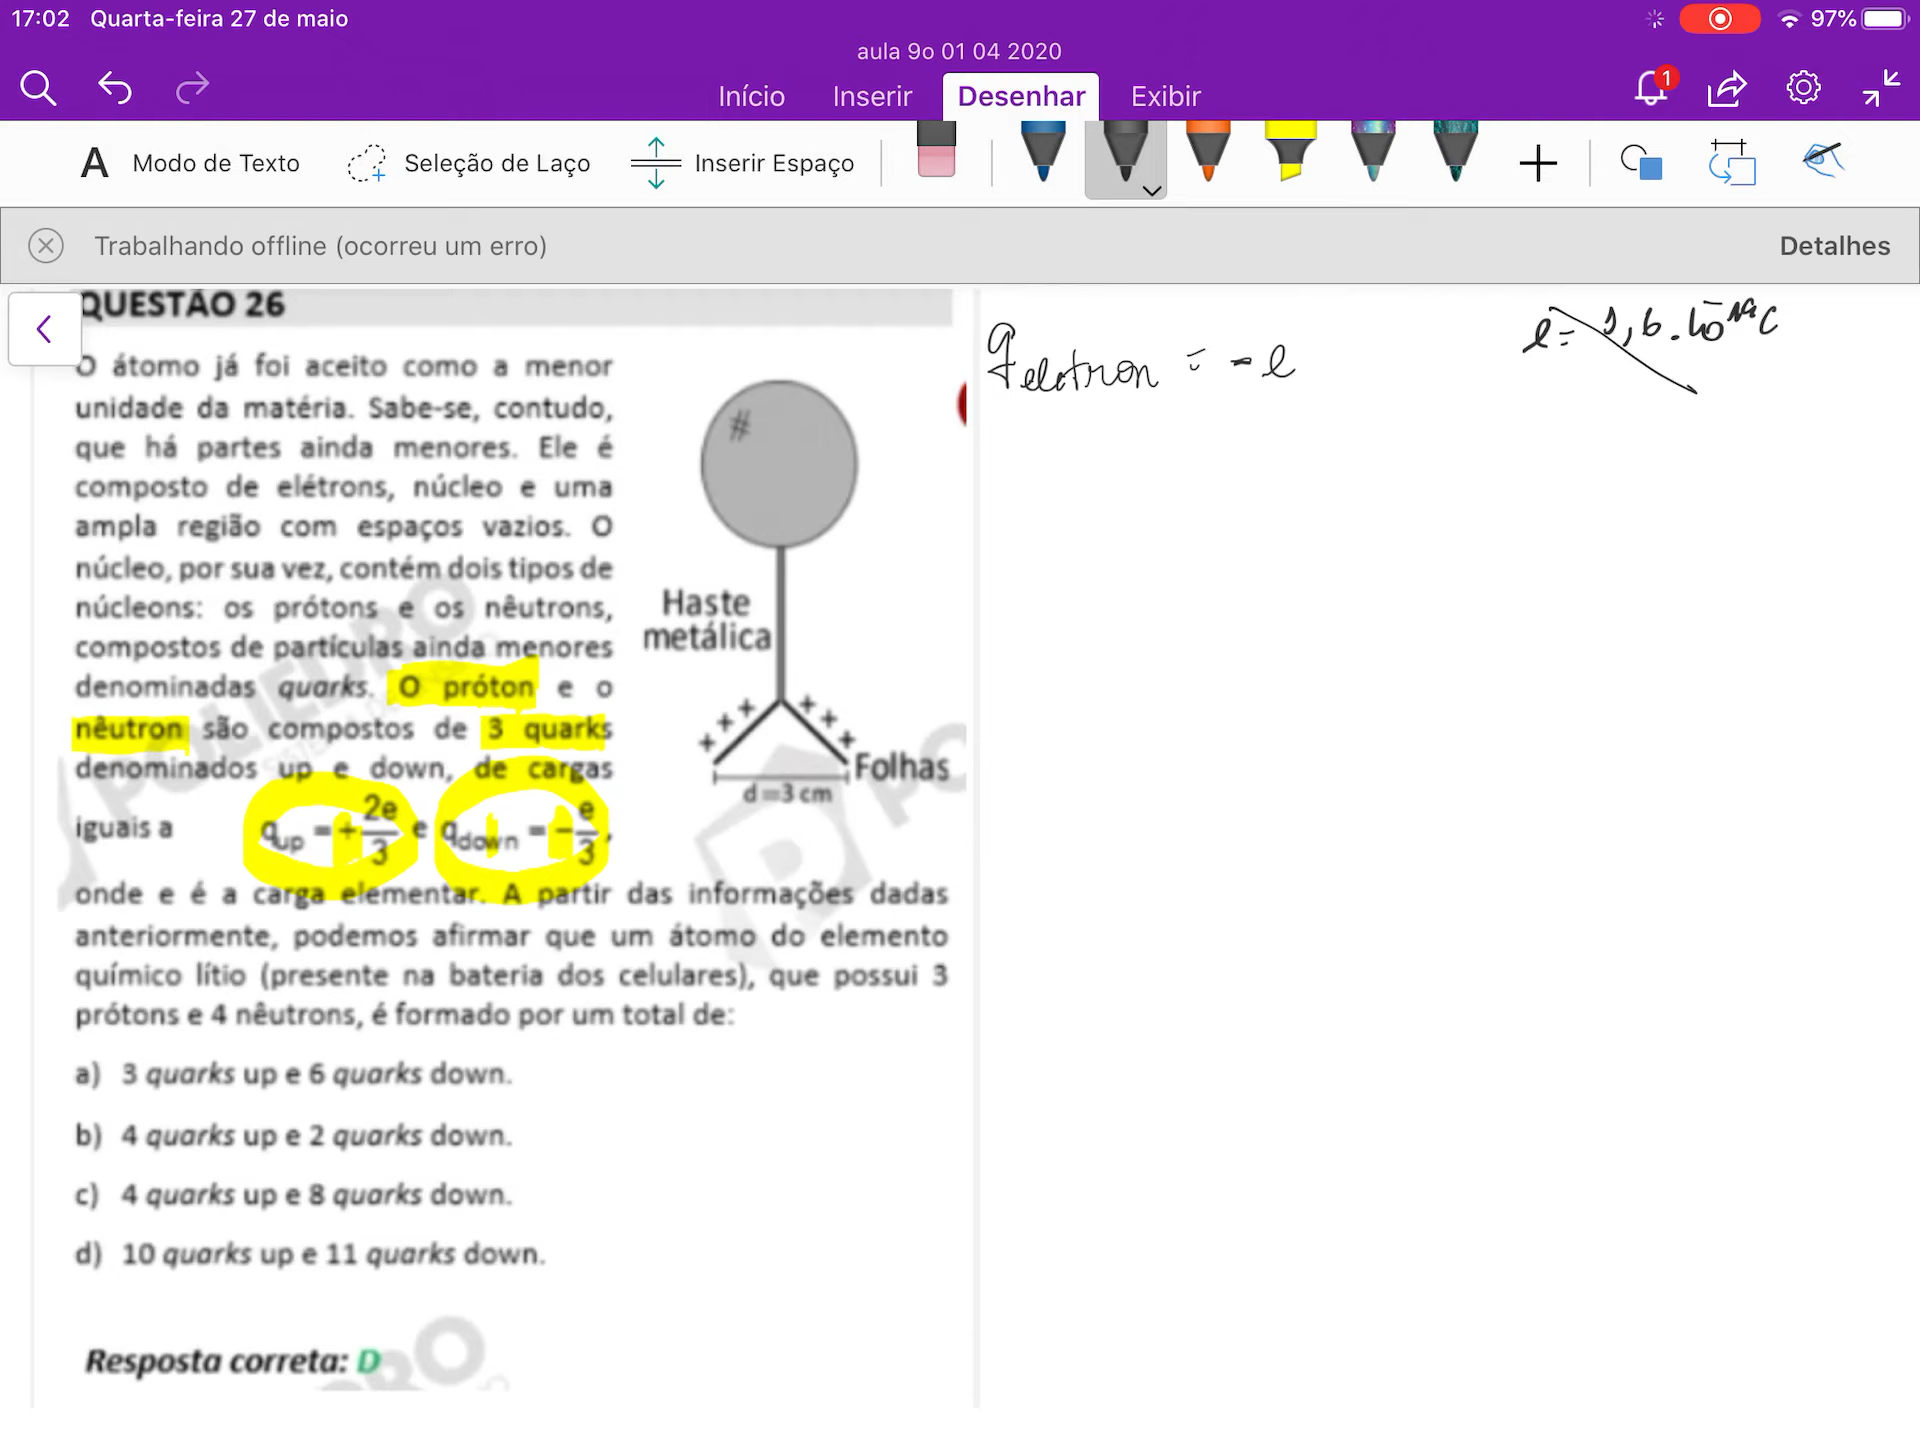 17:02 Quarta-feira 27 de maio
97%
aula 9o 01 04 2020
Início Inserir Desenhar Exibir
1
A Modo de Texto Seleção de Laço Inserir Espaço
Trabalhando offline (ocorreu um erro) Detalhes
QUESTÃO 26
O átomo já foi aceito como a menor
unidade da matéria. Sabe-se, contudo,
que há partes ainda menores. Ele é
composto de elétrons, núcleo e uma
ampla região com espaços vazios. O
núcleo, por sua vez, contém dois tipos de
núcleons: os prótons e os nêutrons,
compostos de partículas ainda menores
denominadas quarks. O próton e o
nêutron são compostos de 3 quarks
denominados up e down, de cargas
iguais a q_up = +2e/3 e q_down = -e/3,
onde e é a carga elementar. A partir das informações dadas
anteriormente, podemos afirmar que um átomo do elemento
químico lítio (presente na bateria dos celulares), que possui 3
prótons e 4 nêutrons, é formado por um total de:
a) 3 quarks up e 6 quarks down.
b) 4 quarks up e 2 quarks down.
c) 4 quarks up e 8 quarks down.
d) 10 quarks up e 11 quarks down.
Resposta correta: D
#
Haste
metálica
+ + + + + +
Folhas
d=3 cm
POLIEDRO
q eletron = - e
e = 1,6 . 10^-19 C